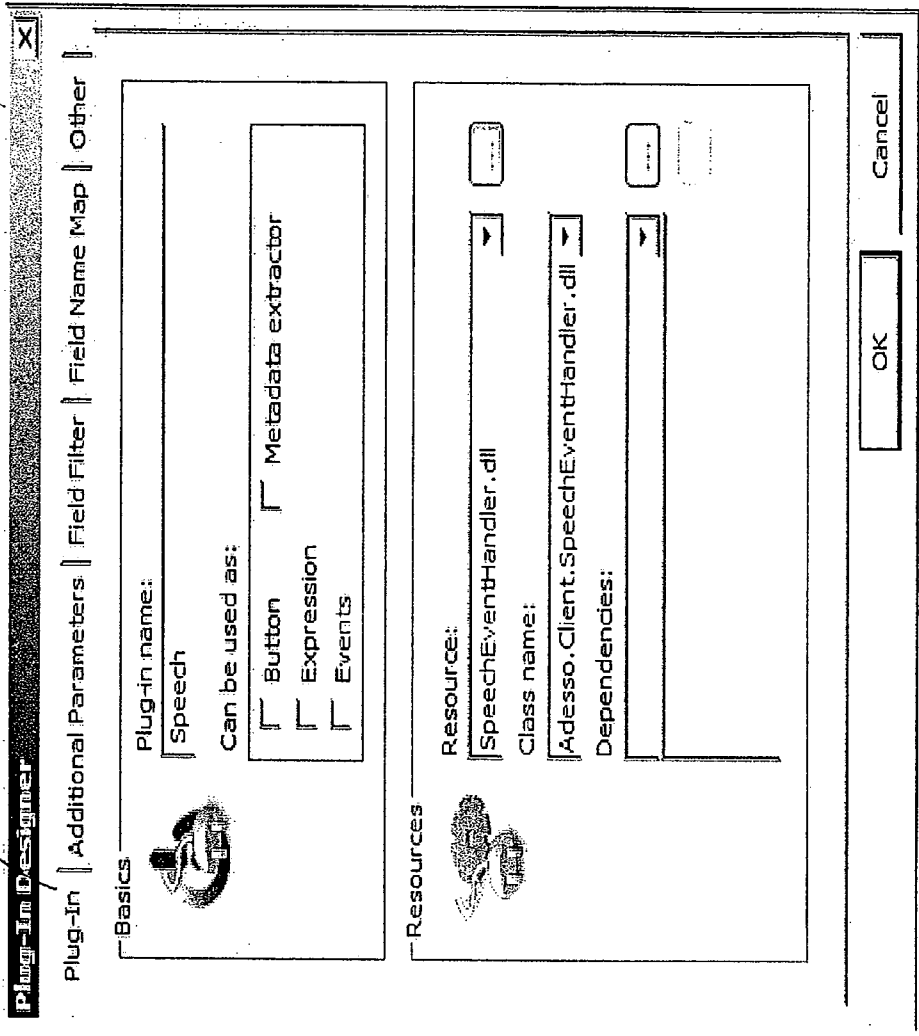 Plug-In Designer
Plug-In Additional Parameters Field Filter Field Name Map Other
Basics
Plug-in name:
Speech
Can be used as:
Button
Metadata extractor
Expression
Events
Resources
Resource:
SpeechEventHandler.dll
...
Class name:
Adesso.Client.SpeechEventHandler.dll
Dependencies:
...
OK
Cancel